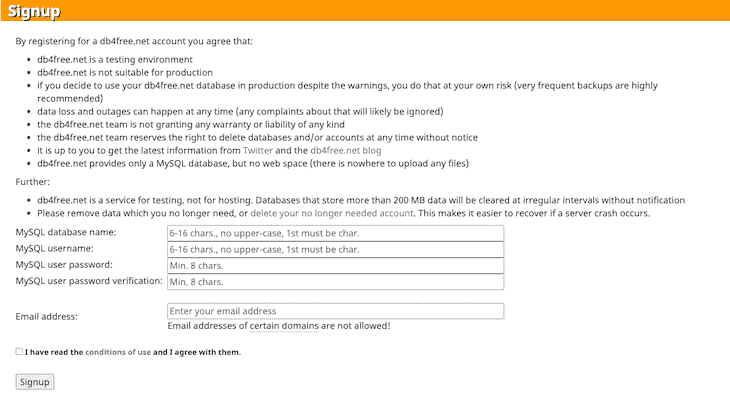 Signup
By registering for a db4free.net account you agree that:
• db4free.net is a testing environment
• db4free.net is not suitable for production
• if you decide to use your db4free.net database in production despite the warnings, you do that at your own risk (very frequent backups are highly
recommended)
• data loss and outages can happen at any time (any complaints about that will likely be ignored)
• the db4free.net team is not granting any warranty or liability of any kind
• the db4free.net team reserves the right to delete databases and/or accounts at any time without notice
• it is up to you to get the latest information from Twitter and the db4free.net blog
• db4free.net provides only a MySQL database, but no web space (there is nowhere to upload any files)
Further:
• db4free.net is a service for testing, not for hosting. Databases that store more than 200 MB data will be cleared at irregular intervals without notification
• Please remove data which you no longer need, or delete your no longer needed account. This makes it easier to recover if a server crash occurs.
MySQL database name: 6-16 chars., no upper-case, 1st must be char.
MySQL username: 6-16 chars., no upper-case, 1st must be char.
MySQL user password: Min. 8 chars.
MySQL user password verification: Min. 8 chars.
Email address: Enter your email address
Email addresses of certain domains are not allowed!
I have read the conditions of use and I agree with them.
Signup